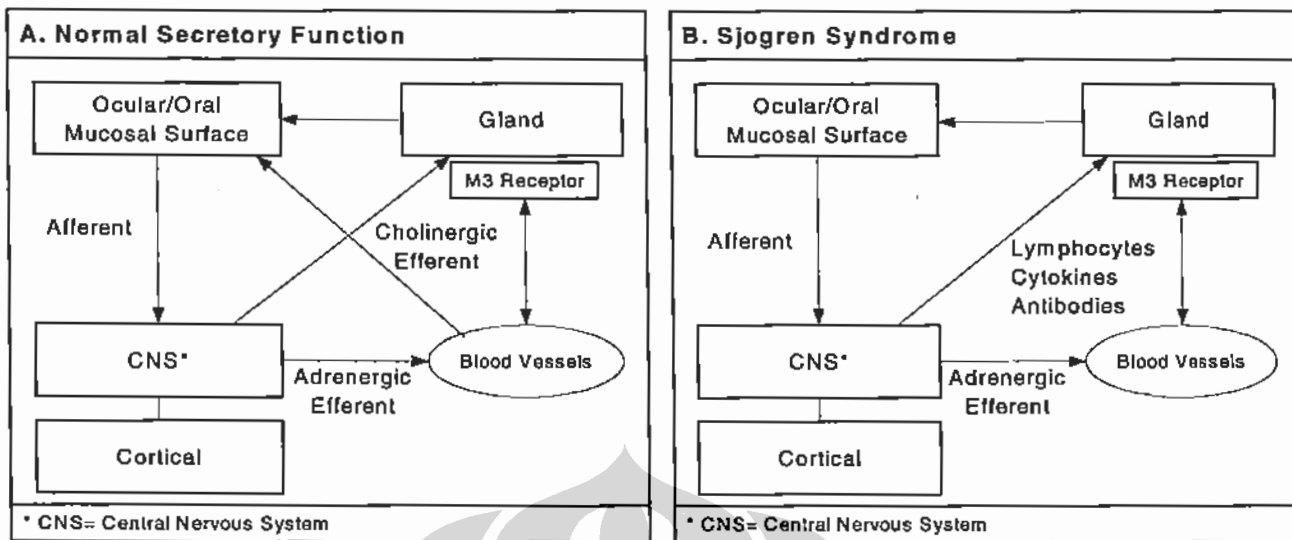 A. Normal Secretory Function
Ocular/Oral
Mucosal Surface
Gland
M3 Receptor
Afferent
Cholinergic
Efferent
CNS*
Blood Vessels
Adrenergic
Efferent
Cortical
* CNS= Central Nervous System
B. Sjogren Syndrome
Ocular/Oral
Mucosal Surface
Gland
M3 Receptor
Afferent
Lymphocytes
Cytokines
Antibodies
CNS*
Blood Vessels
Adrenergic
Efferent
Cortical
* CNS= Central Nervous System